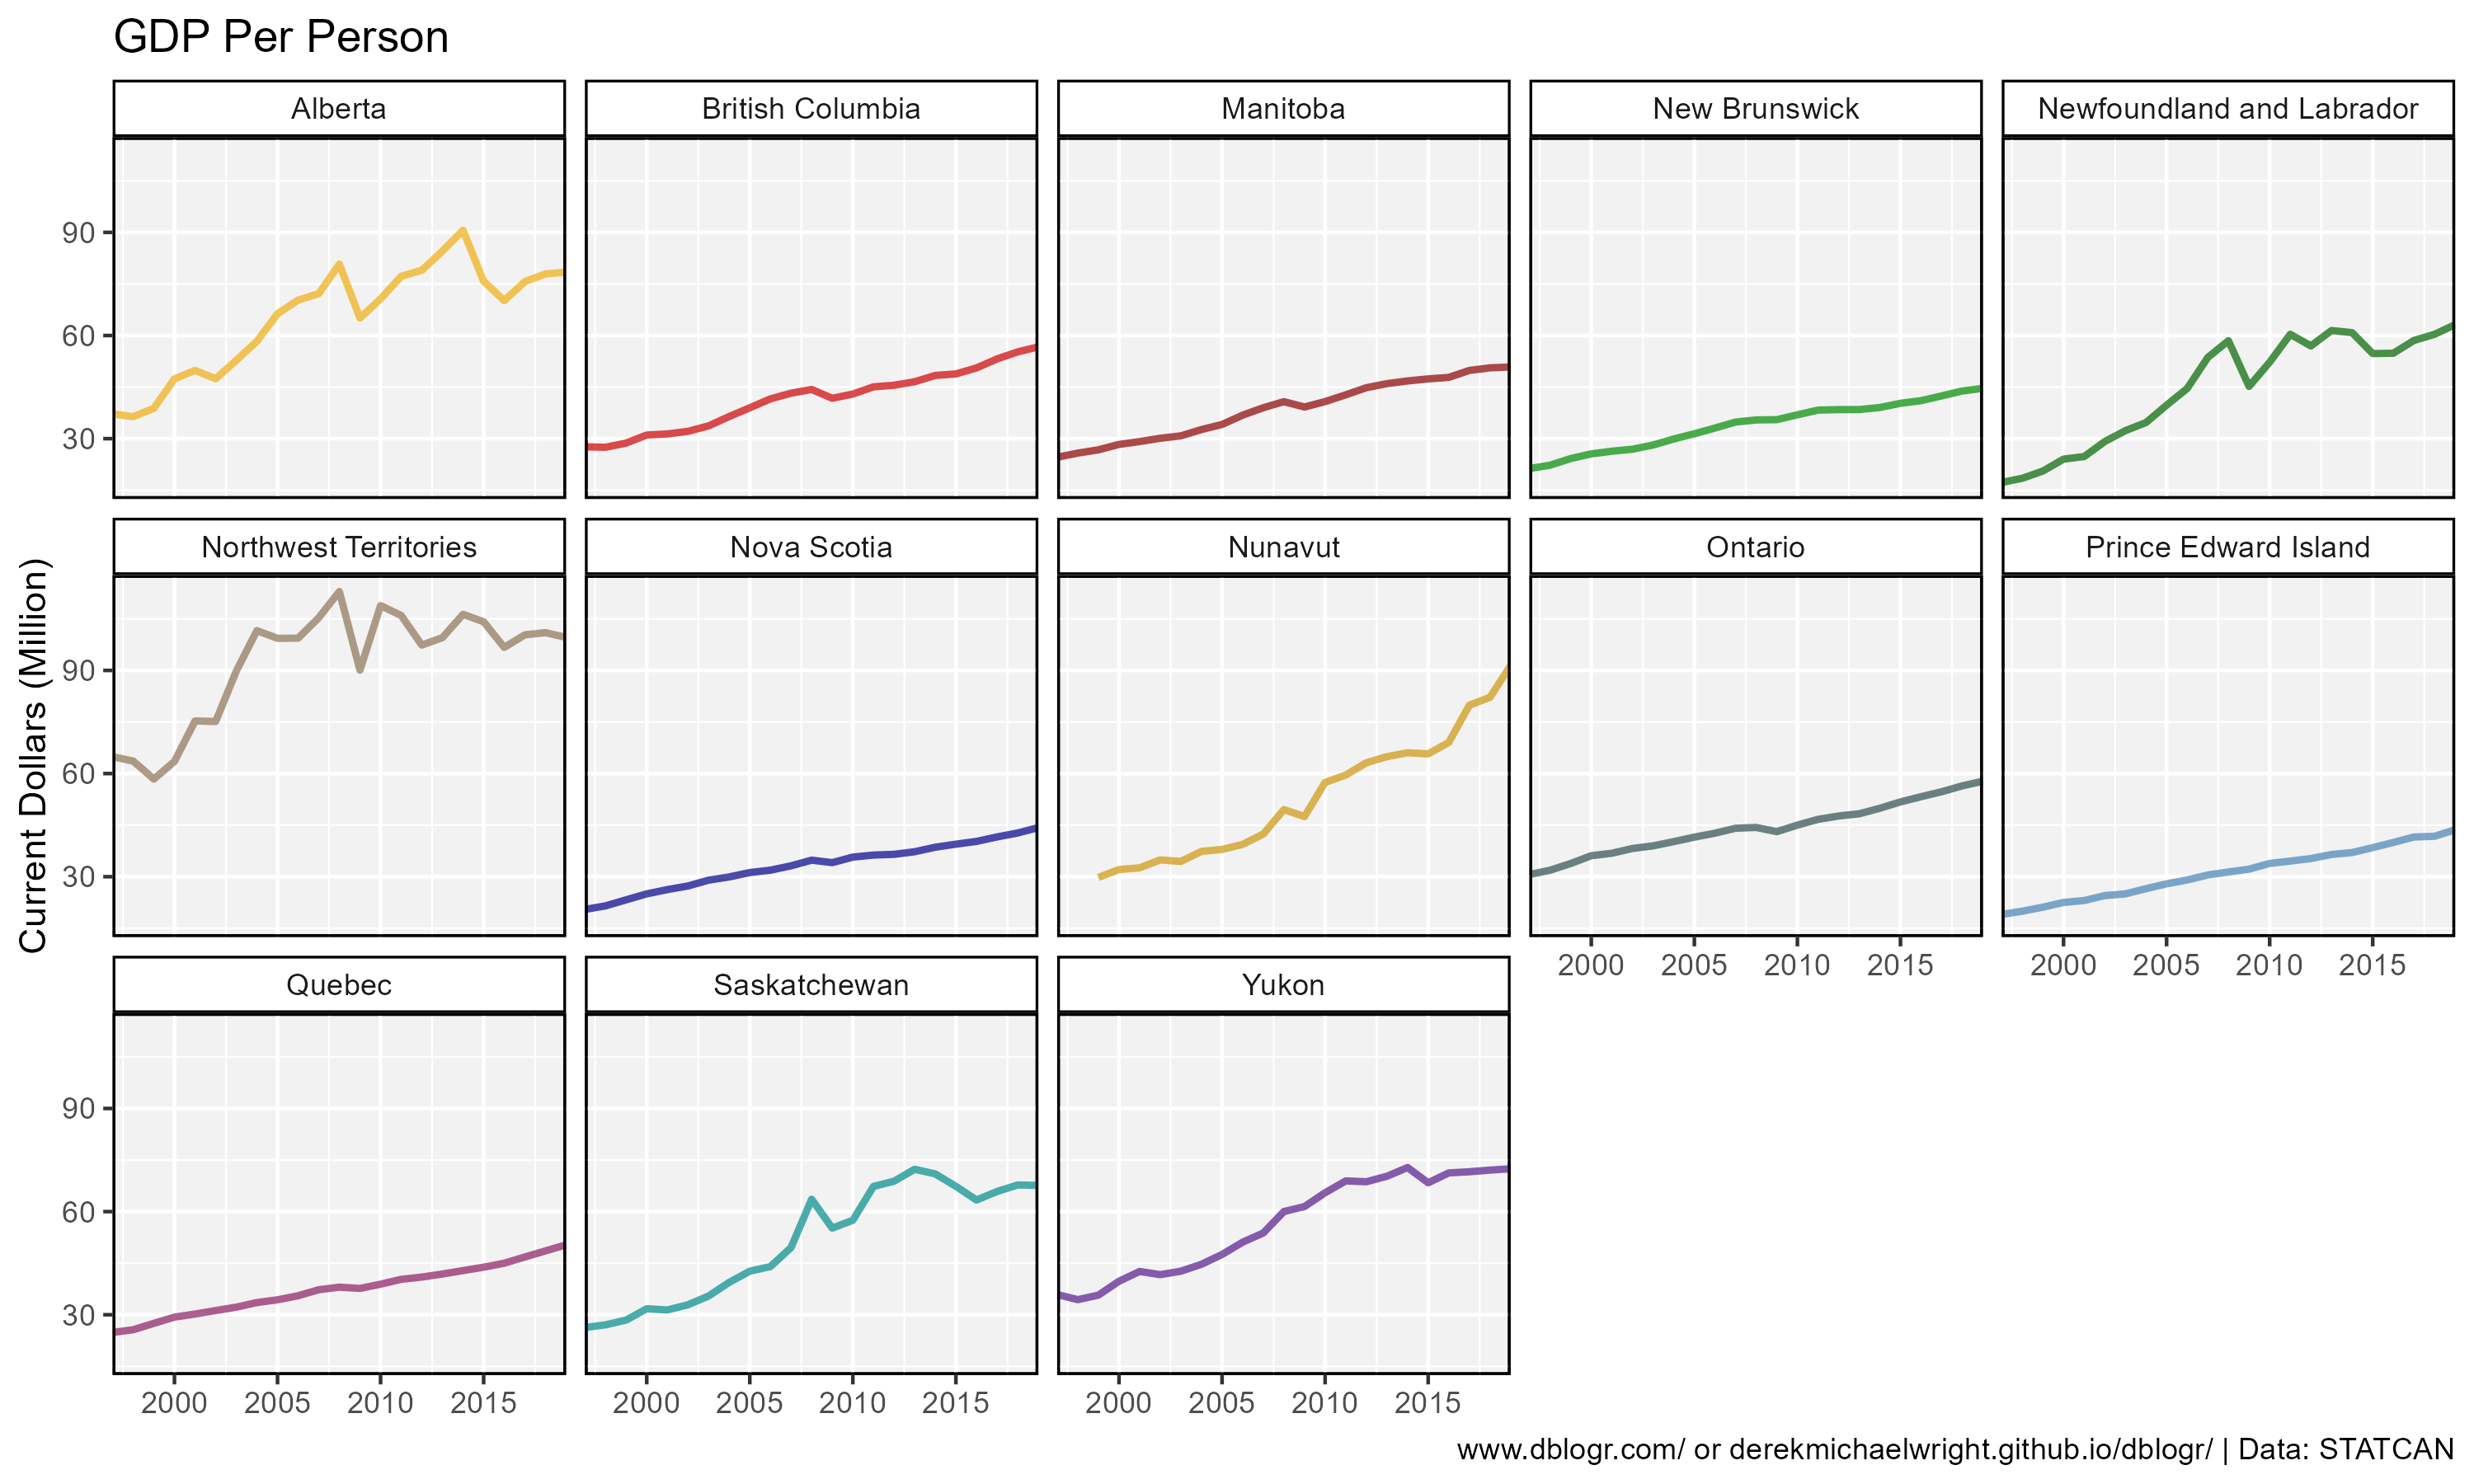 GDP Per Person
Alberta
British Columbia
Manitoba
New Brunswick
Newfoundland and Labrador
90
60
30
Northwest Territories
Nova Scotia
Nunavut
Ontario
Prince Edward Island
Current Dollars (Million)
90
60
30
2000 2005 2010 2015
2000 2005 2010 2015
Quebec
Saskatchewan
Yukon
90
60
30
2000 2005 2010 2015
2000 2005 2010 2015
2000 2005 2010 2015
www.dblogr.com/ or derekmichaelwright.github.io/dblogr/ | Data: STATCAN